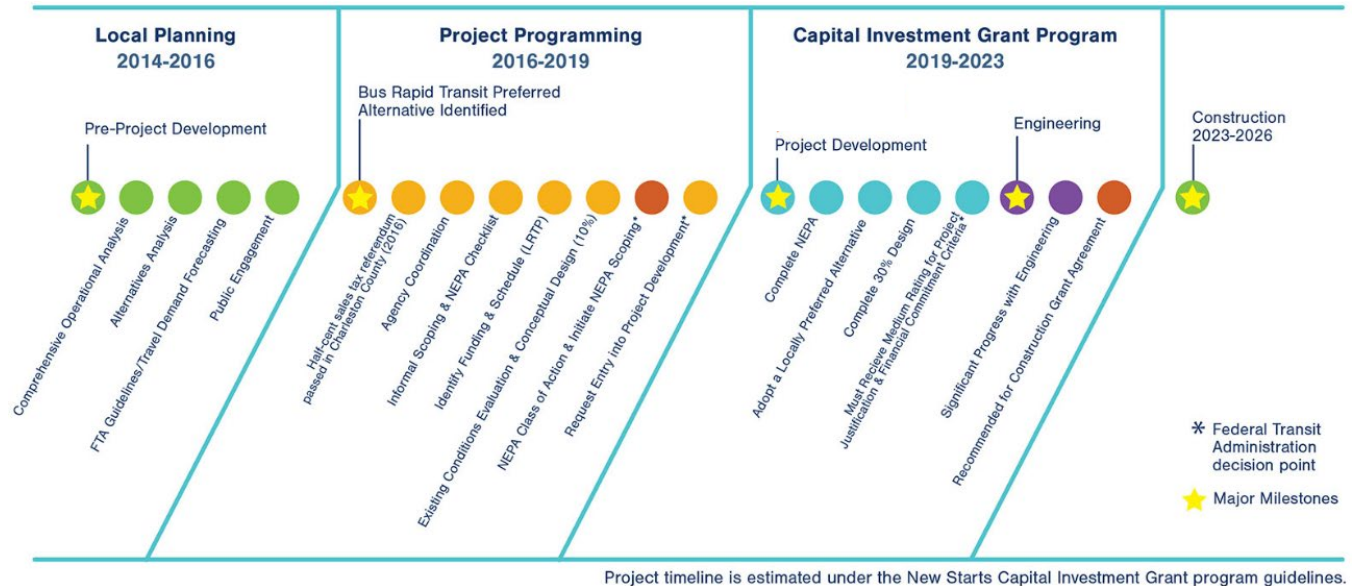 Local Planning
2014-2016
Pre-Project Development
Comprehensive Operational Analysis
Alternatives Analysis
FTA Guidelines/Travel Demand Forecasting
Public Engagement
Project Programming
2016-2019
Bus Rapid Transit Preferred
Alternative Identified
Half-cent sales tax referendum
passed in Charleston County (2016)
Agency Coordination
Informal Scoping & NEPA Checklist
Identify Funding & Schedule (LRTP)
Existing Conditions Evaluation & Conceptual Design (10%)
NEPA Class of Action & Initiate NEPA Scoping*
Request Entry into Project Development*
Capital Investment Grant Program
2019-2023
Project Development
Complete NEPA
Adopt a Locally Preferred Alternative
Complete 30% Design
Must Recieve Medium Rating for Project
Justification & Financial Commitment Criteria*
Engineering
Significant Progress with Engineering
Recommended for Construction Grant Agreement
Construction
2023-2026
* Federal Transit
Administration
decision point
Major Milestones
Project timeline is estimated under the New Starts Capital Investment Grant program guidelines.